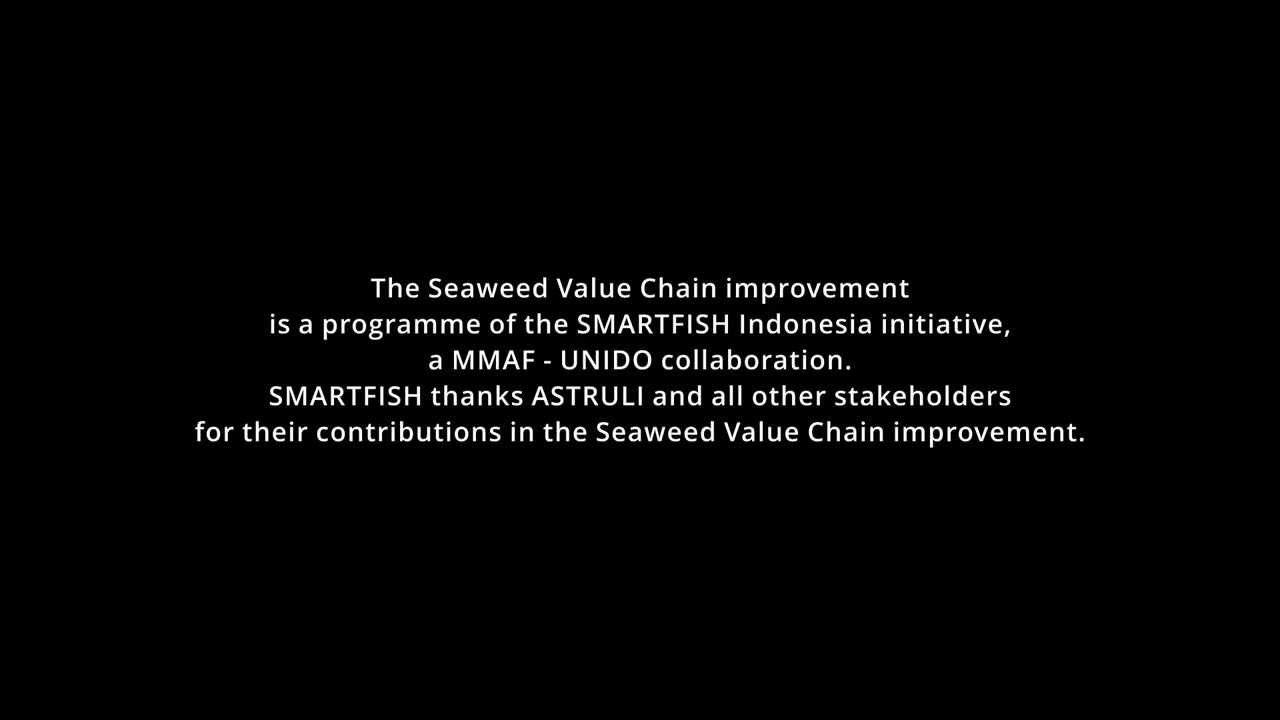 The Seaweed Value Chain improvement
is a programme of the SMARTFISH Indonesia initiative,
a MMAF - UNIDO collaboration.
SMARTFISH thanks ASTRULI and all other stakeholders
for their contributions in the Seaweed Value Chain improvement.